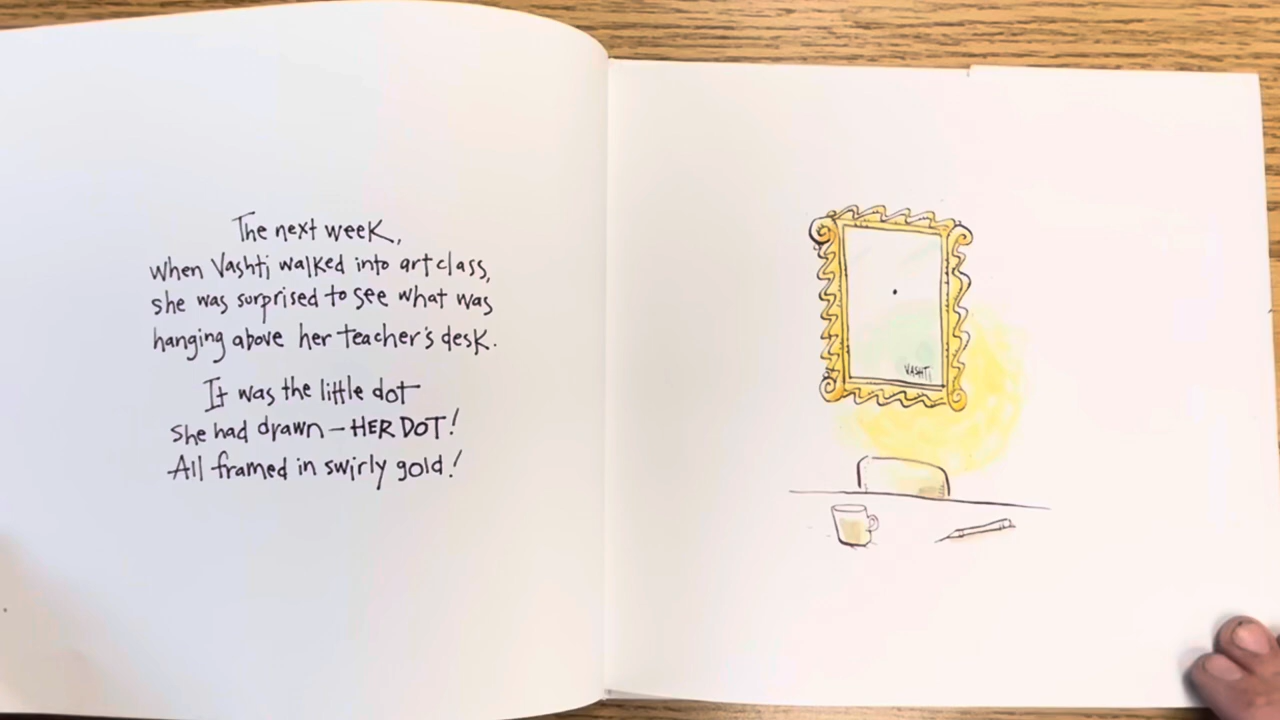 The next week,
when Vashti walked into art class,
she was surprised to see what was
hanging above her teacher's desk.
It was the little dot
she had drawn – HER DOT!
All framed in swirly gold!
VASHTi